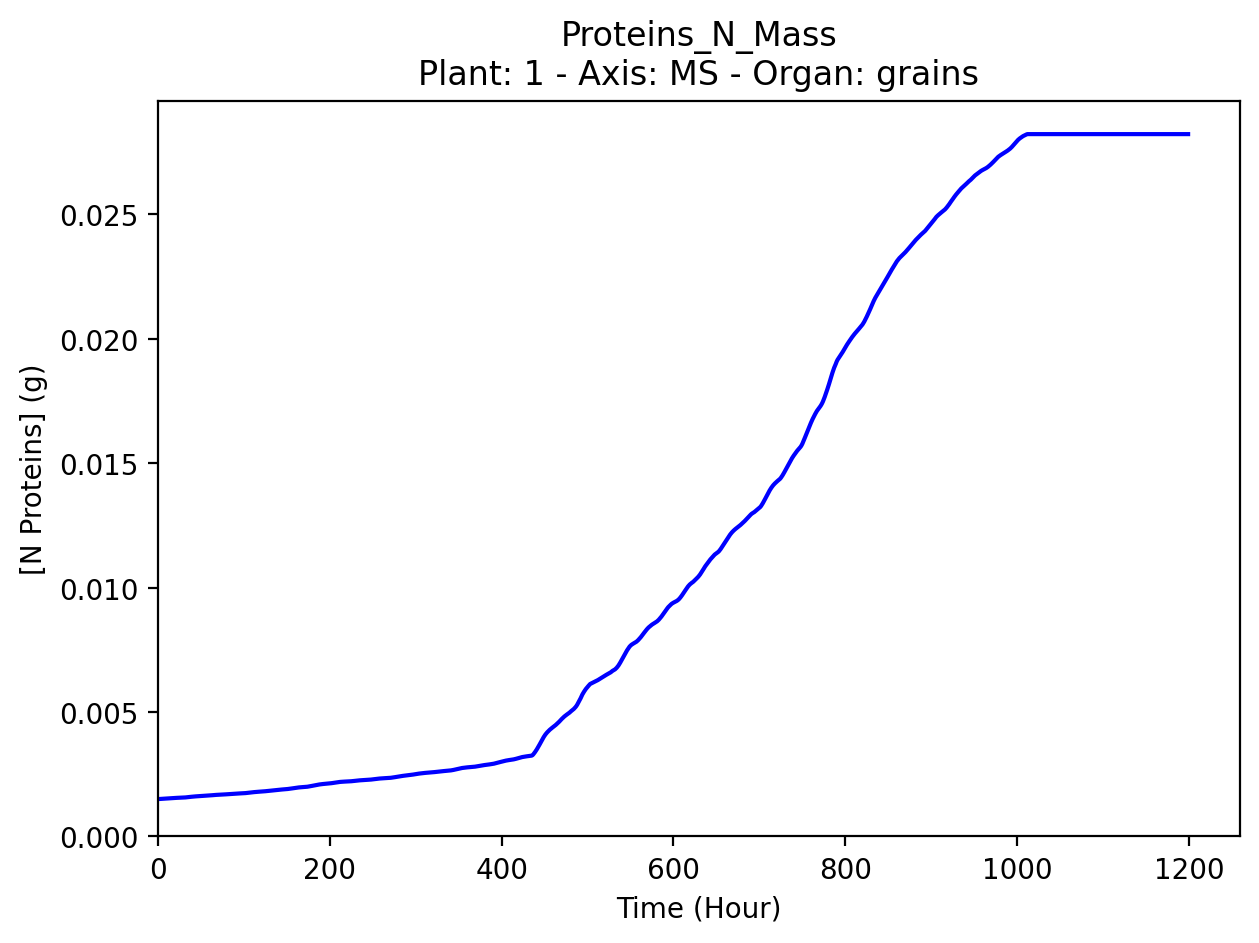 Proteins_N_Mass
Plant: 1 - Axis: MS - Organ: grains
[N Proteins] (g)
0.025
0.020
0.015
0.010
0.005
0.000
0 200 400 600 800 1000 1200
Time (Hour)